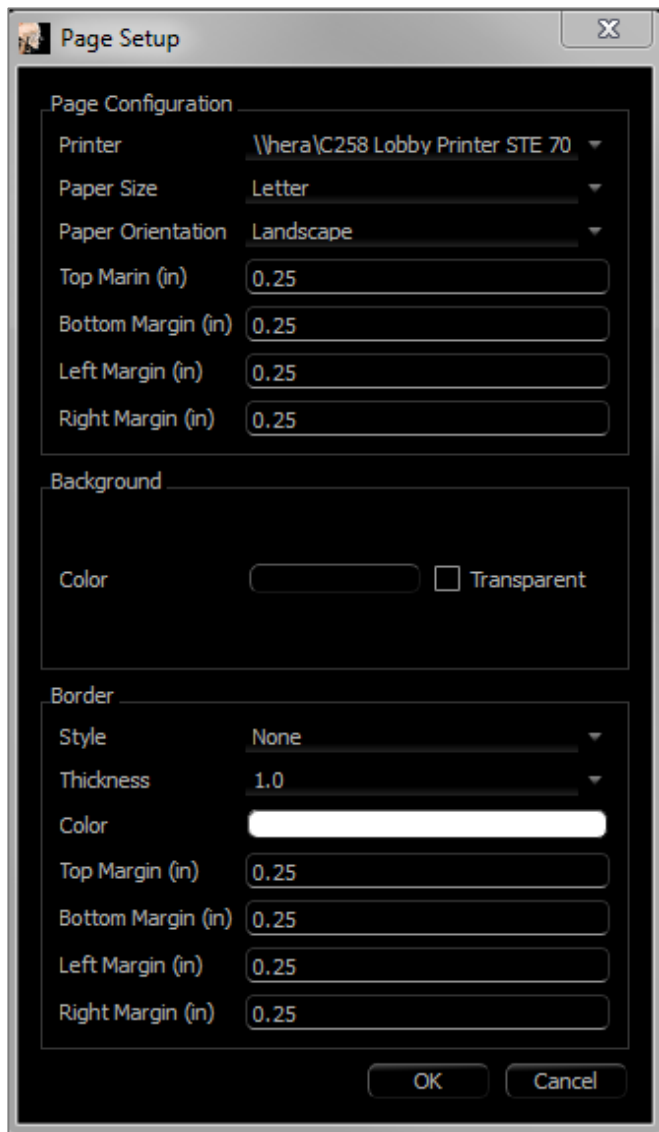 Page Setup
Page Configuration
Printer \\hera\C258 Lobby Printer STE 70
Paper Size Letter
Paper Orientation Landscape
Top Marin (in) 0.25
Bottom Margin (in) 0.25
Left Margin (in) 0.25
Right Margin (in) 0.25
Background
Color Transparent
Border
Style None
Thickness 1.0
Color
Top Margin (in) 0.25
Bottom Margin (in) 0.25
Left Margin (in) 0.25
Right Margin (in) 0.25
OK Cancel